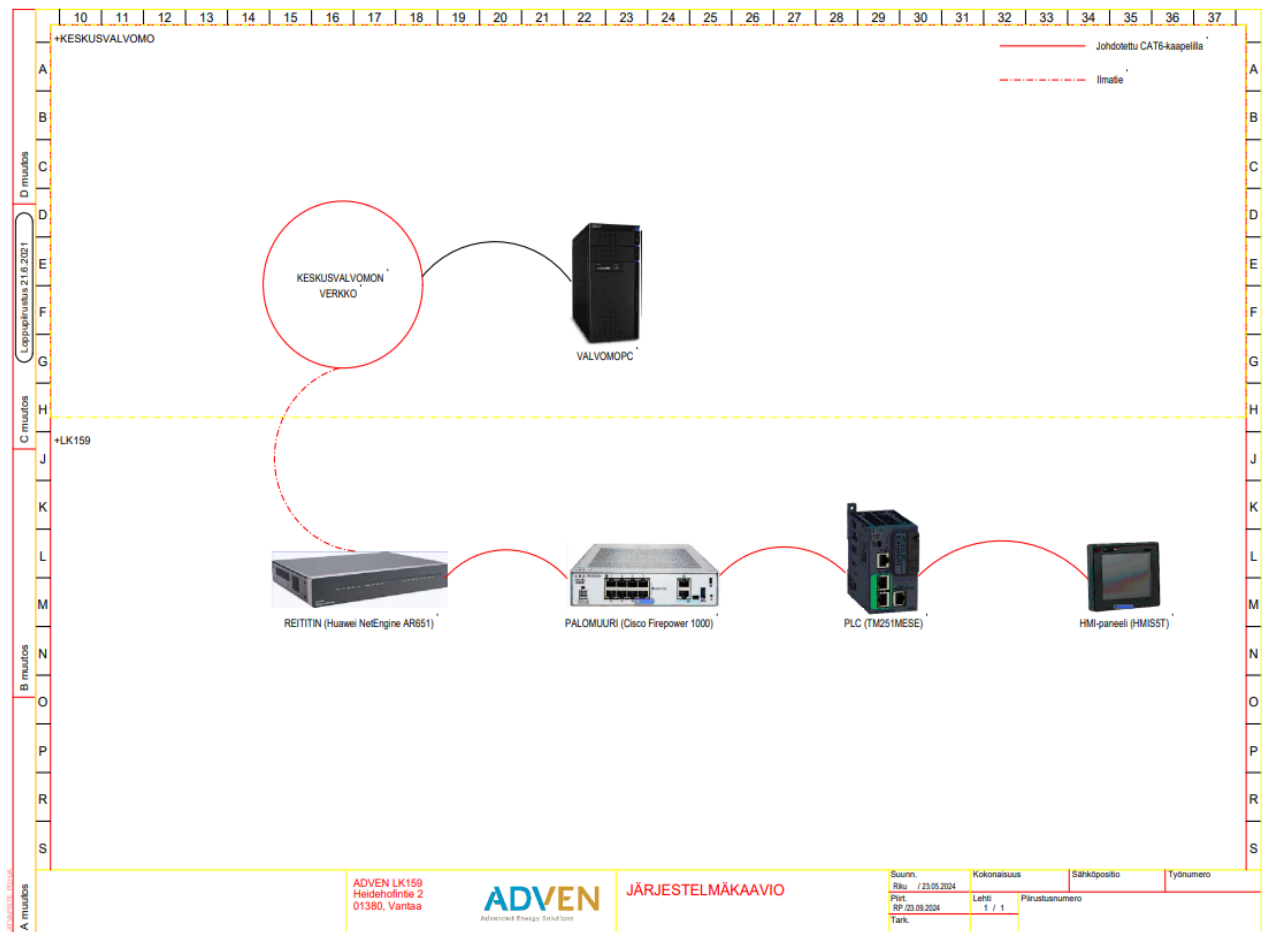 10 11 12 13 14 15 16 17 18 19 20 21 22 23 24 25 26 27 28 29 30 31 32 33 34 35 36 37
+KESKUSVALVOMO
Johdotettu CAT6-kaapelilla
Ilmatie
A A
B B
C C
D D
E E
F F
G G
H H
J J
K K
L L
M M
N N
O O
P P
R R
S S
D muutos
Loppupiirustus 21.6.2021
C muutos
B muutos
A muutos
KESKUSVALVOMON
VERKKO
VALVOMOPC
+LK159
REITITIN (Huawei NetEngine AR651)
PALOMUURI (Cisco Firepower 1000)
PLC (TM251MESE)
HMI-paneeli (HMIS5T)
ADVEN LK159
Heidehofintie 2
01380, Vantaa
ADVEN
Advanced Energy Solutions
JÄRJESTELMÄKAAVIO
Suunn.
Riku / 23.05.2024
Kokonaisuus
Sähköpositio
Työnumero
Piirt.
RP /23.09.2024
Lehti
1 / 1
Piirustusnumero
Tark.